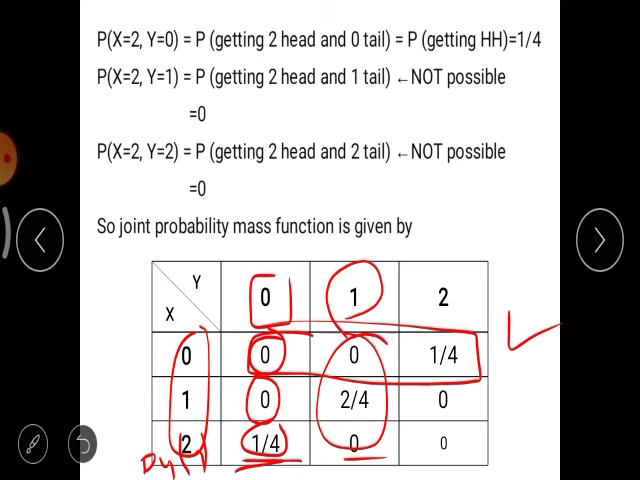 P(X=2, Y=0) = P (getting 2 head and 0 tail) = P (getting HH)=1/4
P(X=2, Y=1) = P (getting 2 head and 1 tail) ←NOT possible
=0
P(X=2, Y=2) = P (getting 2 head and 2 tail) ←NOT possible
=0
So joint probability mass function is given by
Y
X
0 1 2
0 0 0 1/4
1 0 2/4 0
2 1/4 0 0